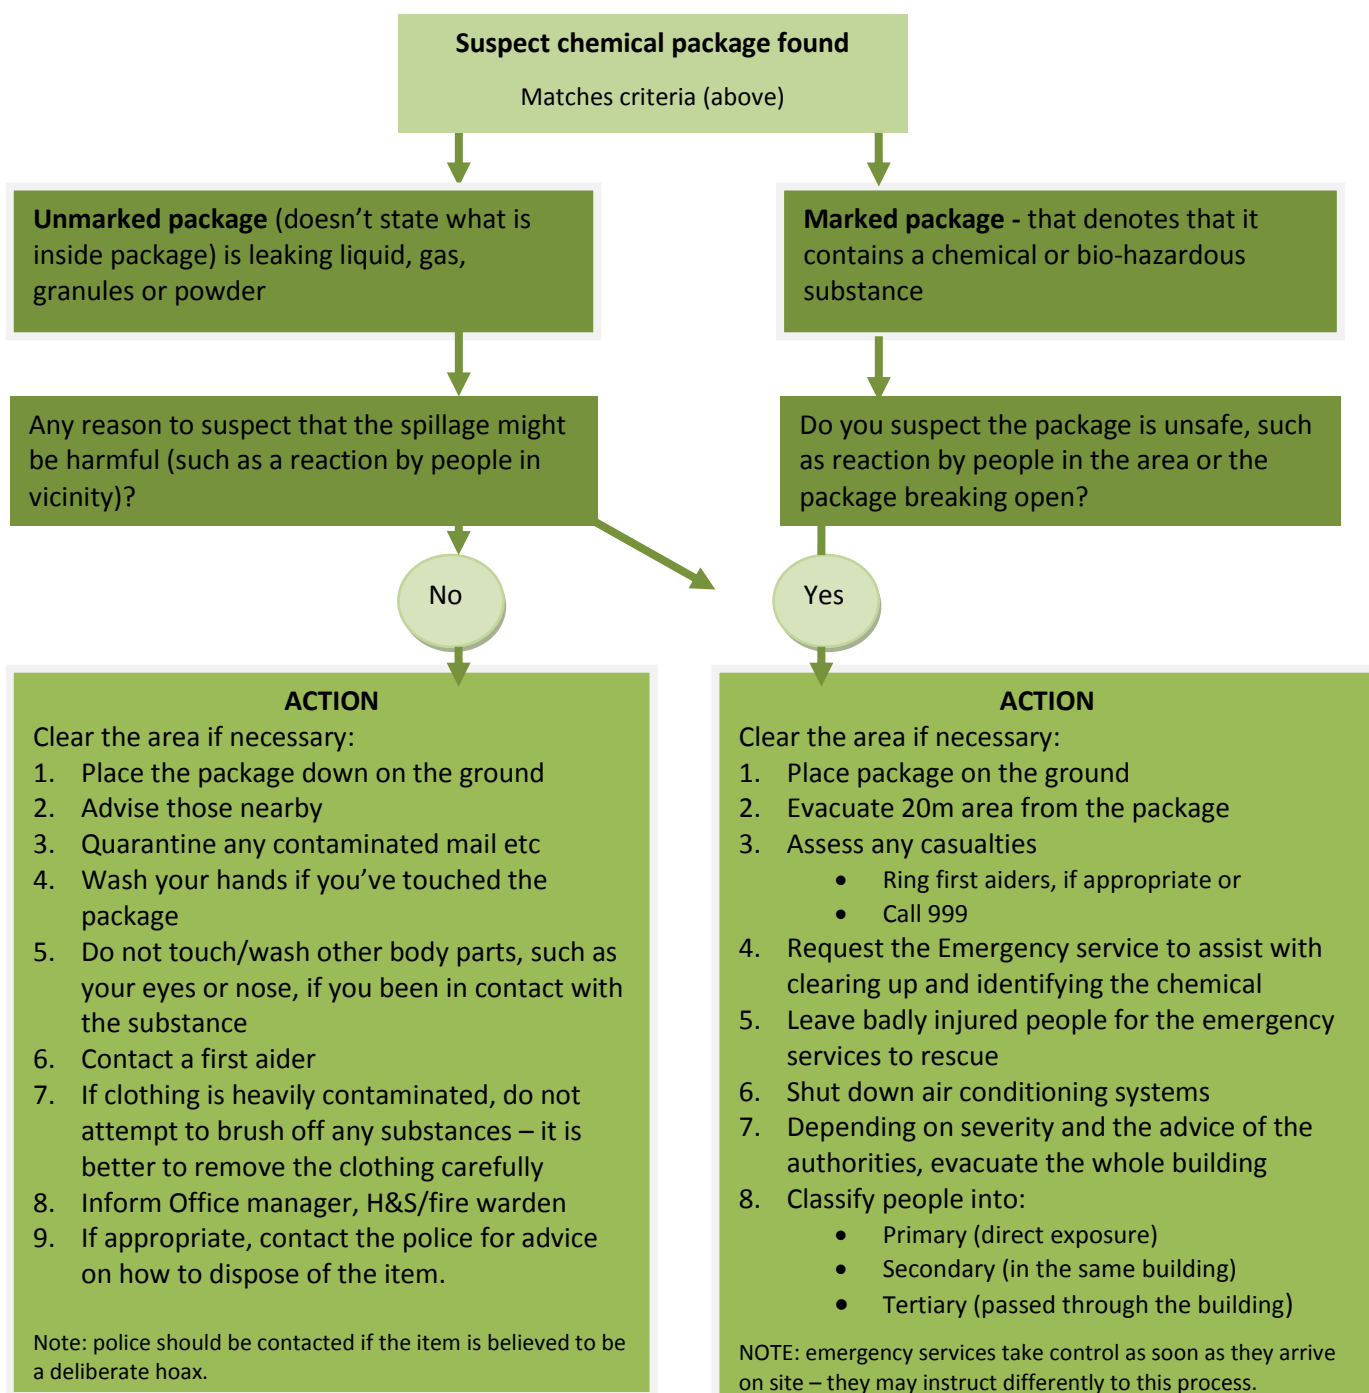 Suspect chemical package found
Matches criteria (above)
Unmarked package (doesn't state what is
inside package) is leaking liquid, gas,
granules or powder
Marked package - that denotes that it
contains a chemical or bio-hazardous
substance
Any reason to suspect that the spillage might
be harmful (such as a reaction by people in
vicinity)?
Do you suspect the package is unsafe, such
as reaction by people in the area or the
package breaking open?
No
Yes
ACTION
Clear the area if necessary:
1. Place the package down on the ground
2. Advise those nearby
3. Quarantine any contaminated mail etc
4. Wash your hands if you've touched the
package
5. Do not touch/wash other body parts, such as
your eyes or nose, if you been in contact with
the substance
6. Contact a first aider
7. If clothing is heavily contaminated, do not
attempt to brush off any substances – it is
better to remove the clothing carefully
8. Inform Office manager, H&S/fire warden
9. If appropriate, contact the police for advice
on how to dispose of the item.
Note: police should be contacted if the item is believed to be
a deliberate hoax.
ACTION
Clear the area if necessary:
1. Place package on the ground
2. Evacuate 20m area from the package
3. Assess any casualties
• Ring first aiders, if appropriate or
• Call 999
4. Request the Emergency service to assist with
clearing up and identifying the chemical
5. Leave badly injured people for the emergency
services to rescue
6. Shut down air conditioning systems
7. Depending on severity and the advice of the
authorities, evacuate the whole building
8. Classify people into:
• Primary (direct exposure)
• Secondary (in the same building)
• Tertiary (passed through the building)
NOTE: emergency services take control as soon as they arrive
on site – they may instruct differently to this process.